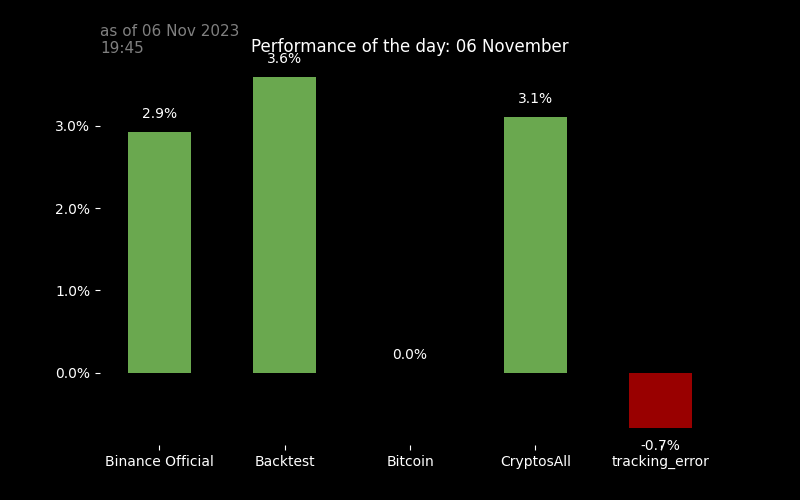 as of 06 Nov 2023
19:45
Performance of the day: 06 November
3.6%
2.9%
3.1%
3.0%
2.0%
1.0%
0.0%
0.0%
-0.7%
Binance Official
Backtest
Bitcoin
CryptosAll
tracking_error